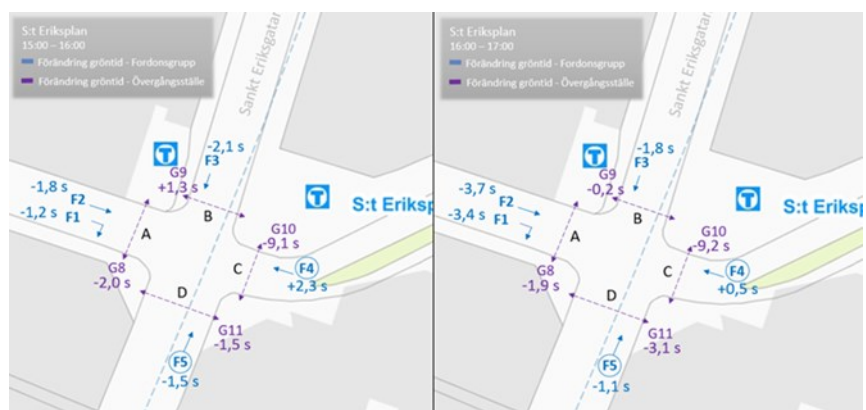 S:t Eriksplan
15:00 – 16:00
Förändring gröntid - Fordonsgrupp
Förändring gröntid - Övergångsställe
Sankt Eriksgatan
T
-2,1 s
F3
G9
+1,3 s
-1,8 s
F2
-1,2 s
F1
A
B
T
S:t Eriksp
G10
-9,1 s
C
F4
+2,3 s
G8
-2,0 s
D
G11
-1,5 s
F5
-1,5 s
S:t Eriksplan
16:00 – 17:00
Förändring gröntid - Fordonsgrupp
Förändring gröntid - Övergångsställe
Sankt Eriksgatan
T
-1,8 s
F3
G9
-0,2 s
-3,7 s
F2
-3,4 s
F1
A
B
T
S:t Erikspl
G10
-9,2 s
C
F4
+0,5 s
G8
-1,9 s
D
G11
-3,1 s
F5
-1,1 s